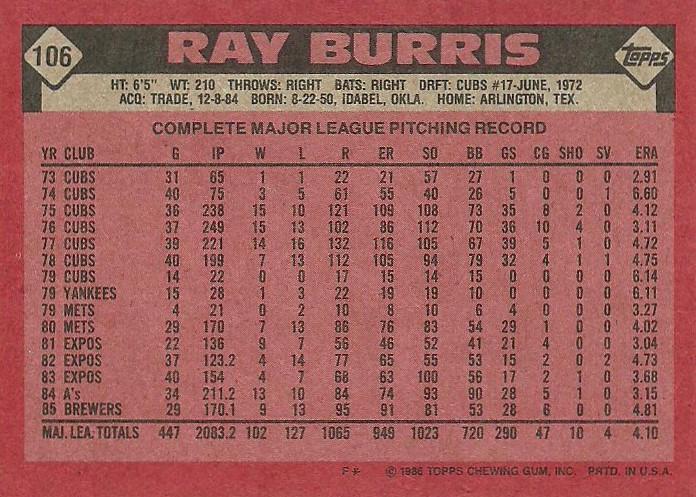 106 RAY BURRIS Topps
HT: 6'5" WT: 210 THROWS: RIGHT BATS: RIGHT DRFT: CUBS #17-JUNE, 1972
ACQ: TRADE, 12-8-84 BORN: 8-22-50, IDABEL, OKLA. HOME: ARLINGTON, TEX.
COMPLETE MAJOR LEAGUE PITCHING RECORD
YR CLUB G IP W L R ER SO BB GS CG SHO SV ERA
73 CUBS 31 65 1 1 22 21 57 27 1 0 0 0 2.91
74 CUBS 40 75 3 5 61 55 40 26 5 0 0 1 6.60
75 CUBS 36 238 15 10 121 109 108 73 35 8 2 0 4.12
76 CUBS 37 249 15 13 102 86 112 70 36 10 4 0 3.11
77 CUBS 39 221 14 16 132 116 105 67 39 5 1 0 4.72
78 CUBS 40 199 7 13 112 105 94 79 32 4 1 1 4.75
79 CUBS 14 22 0 0 17 15 14 15 0 0 0 0 6.14
79 YANKEES 15 28 1 3 22 19 19 10 0 0 0 0 6.11
79 METS 4 21 0 2 10 8 10 6 4 0 0 0 3.27
80 METS 29 170 7 13 86 76 83 54 29 1 0 0 4.02
81 EXPOS 22 136 9 7 56 46 52 41 21 4 0 0 3.04
82 EXPOS 37 123.2 4 14 77 65 55 53 15 2 0 2 4.73
83 EXPOS 40 154 4 7 68 63 100 56 17 2 1 0 3.68
84 A's 34 211.2 13 10 84 74 93 90 28 5 1 0 3.15
85 BREWERS 29 170.1 9 13 95 91 81 53 28 6 0 0 4.81
MAJ. LEA. TOTALS 447 2083.2 102 127 1065 949 1023 720 290 47 10 4 4.10
F* © 1986 TOPPS CHEWING GUM, INC. PRTD. IN U.S.A.